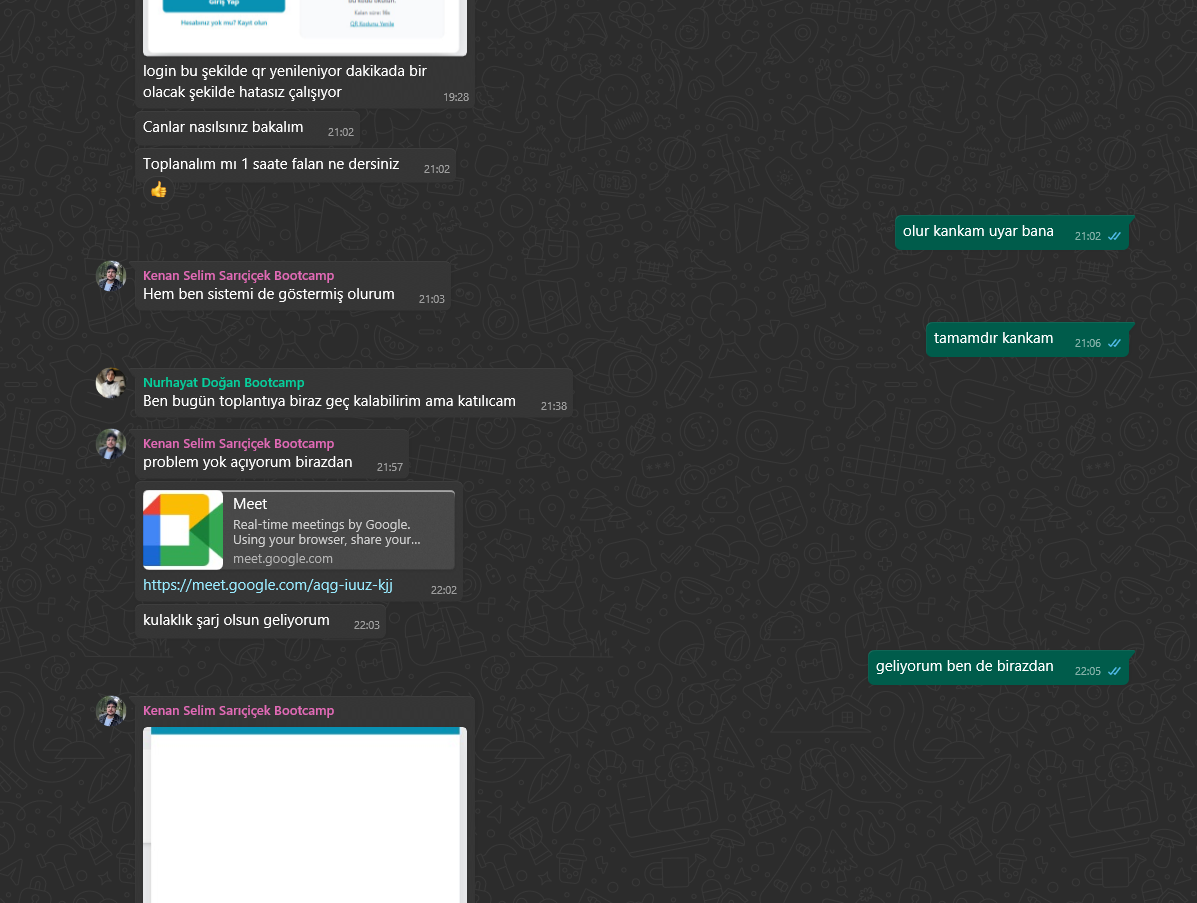 Giriş Yap
Hesabınız yok mu? Kayıt olun
bu kodu okutun.
Kalan süre: 18s
QR Kodunu Yenile
login bu şekilde qr yenileniyor dakikada bir
olacak şekilde hatasız çalışıyor
19:28
Canlar nasılsınız bakalım
21:02
Toplanalım mı 1 saate falan ne dersiniz
21:02
👍
olur kankam uyar bana
21:02
Kenan Selim Sarıçiçek Bootcamp
Hem ben sistemi de göstermiş olurum
21:03
tamamdır kankam
21:06
Nurhayat Doğan Bootcamp
Ben bugün toplantıya biraz geç kalabilirim ama katılıcam
21:38
Kenan Selim Sarıçiçek Bootcamp
problem yok açıyorum birazdan
21:57
Meet
Real-time meetings by Google.
Using your browser, share your...
meet.google.com
https://meet.google.com/aqg-iuuz-kjj
22:02
kulaklık şarj olsun geliyorum
22:03
geliyorum ben de birazdan
22:05
Kenan Selim Sarıçiçek Bootcamp